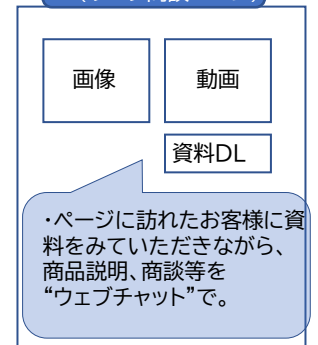 画像
動画
資料DL
・ページに訪れたお客様に資
料をみていただきながら、
商品説明、商談等を
“ウェブチャット”で。